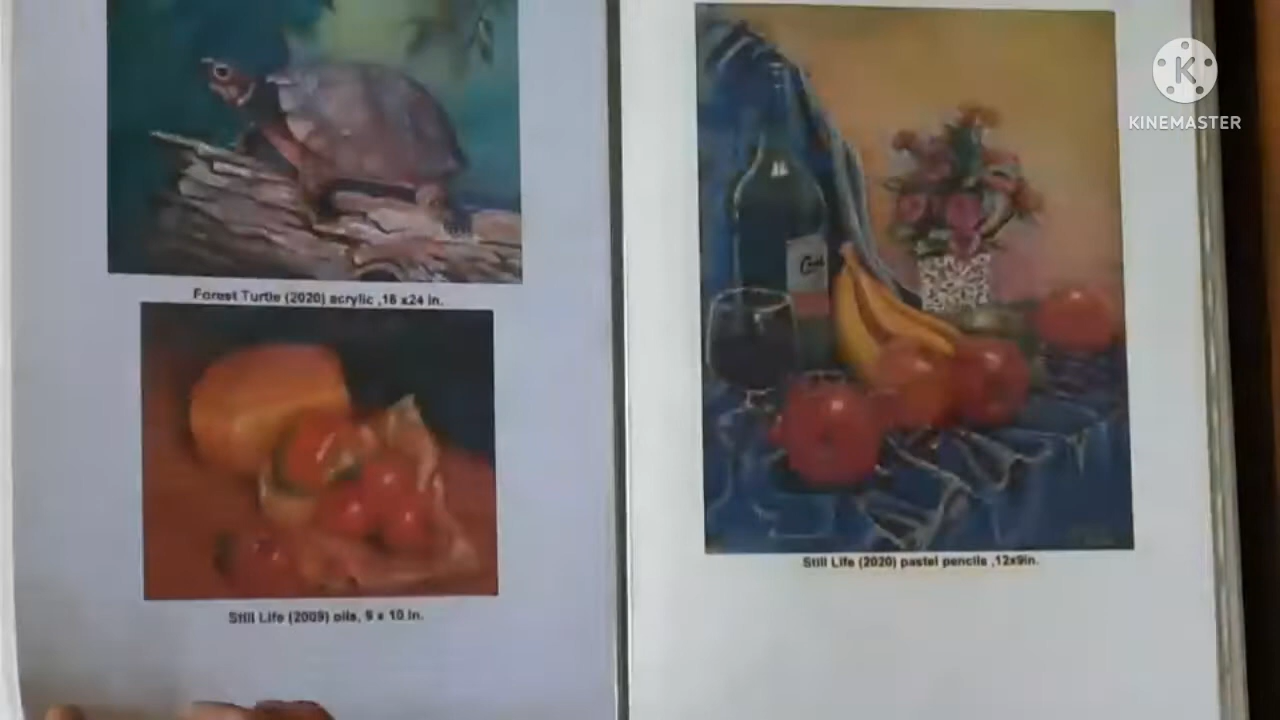 Forest Turtle (2020) acrylic ,18 x24 in.
Still Life (2009) oils, 9 x 10 in.
Still Life (2020) pastel pencils ,12x9in.
K
KINEMASTER